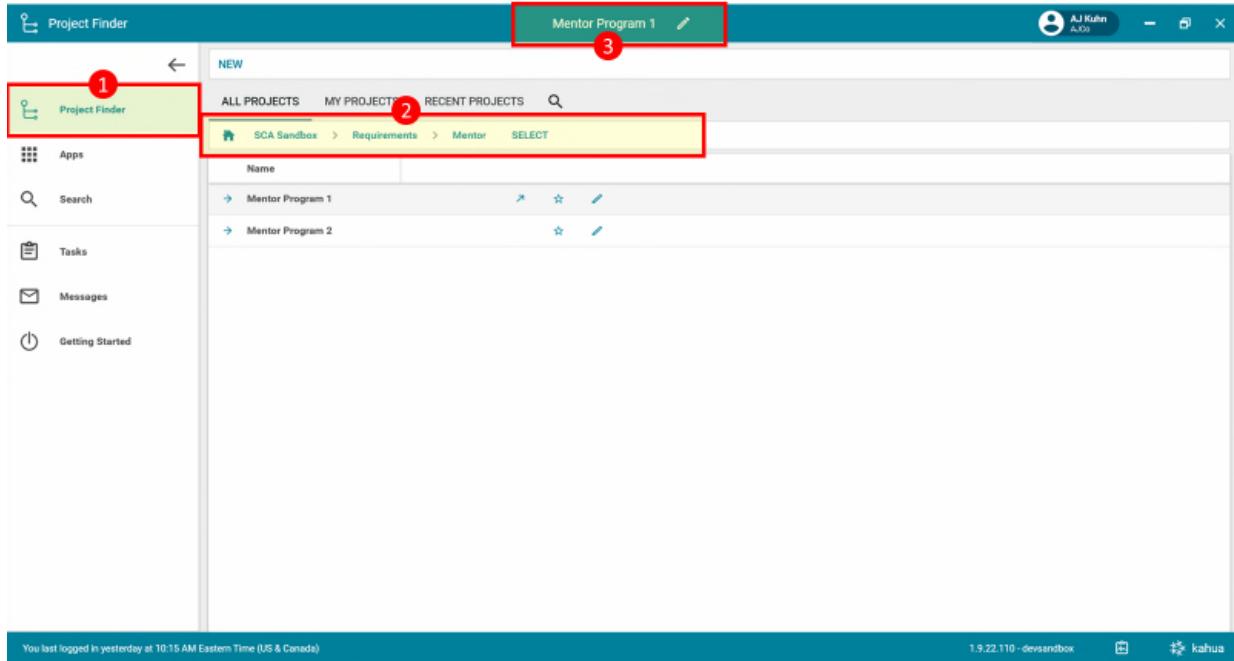 Project Finder
Mentor Program 1
AJ Kuhn
AJCo
3
NEW
1
Project Finder
ALL PROJECTS MY PROJECTS RECENT PROJECTS
2
SCA Sandbox > Requirements > Mentor SELECT
Apps
Name
Search
Mentor Program 1
Mentor Program 2
Tasks
Messages
Getting Started
You last logged in yesterday at 10:15 AM Eastern Time (US & Canada)
1.9.22.110 - devsandbox
kahua